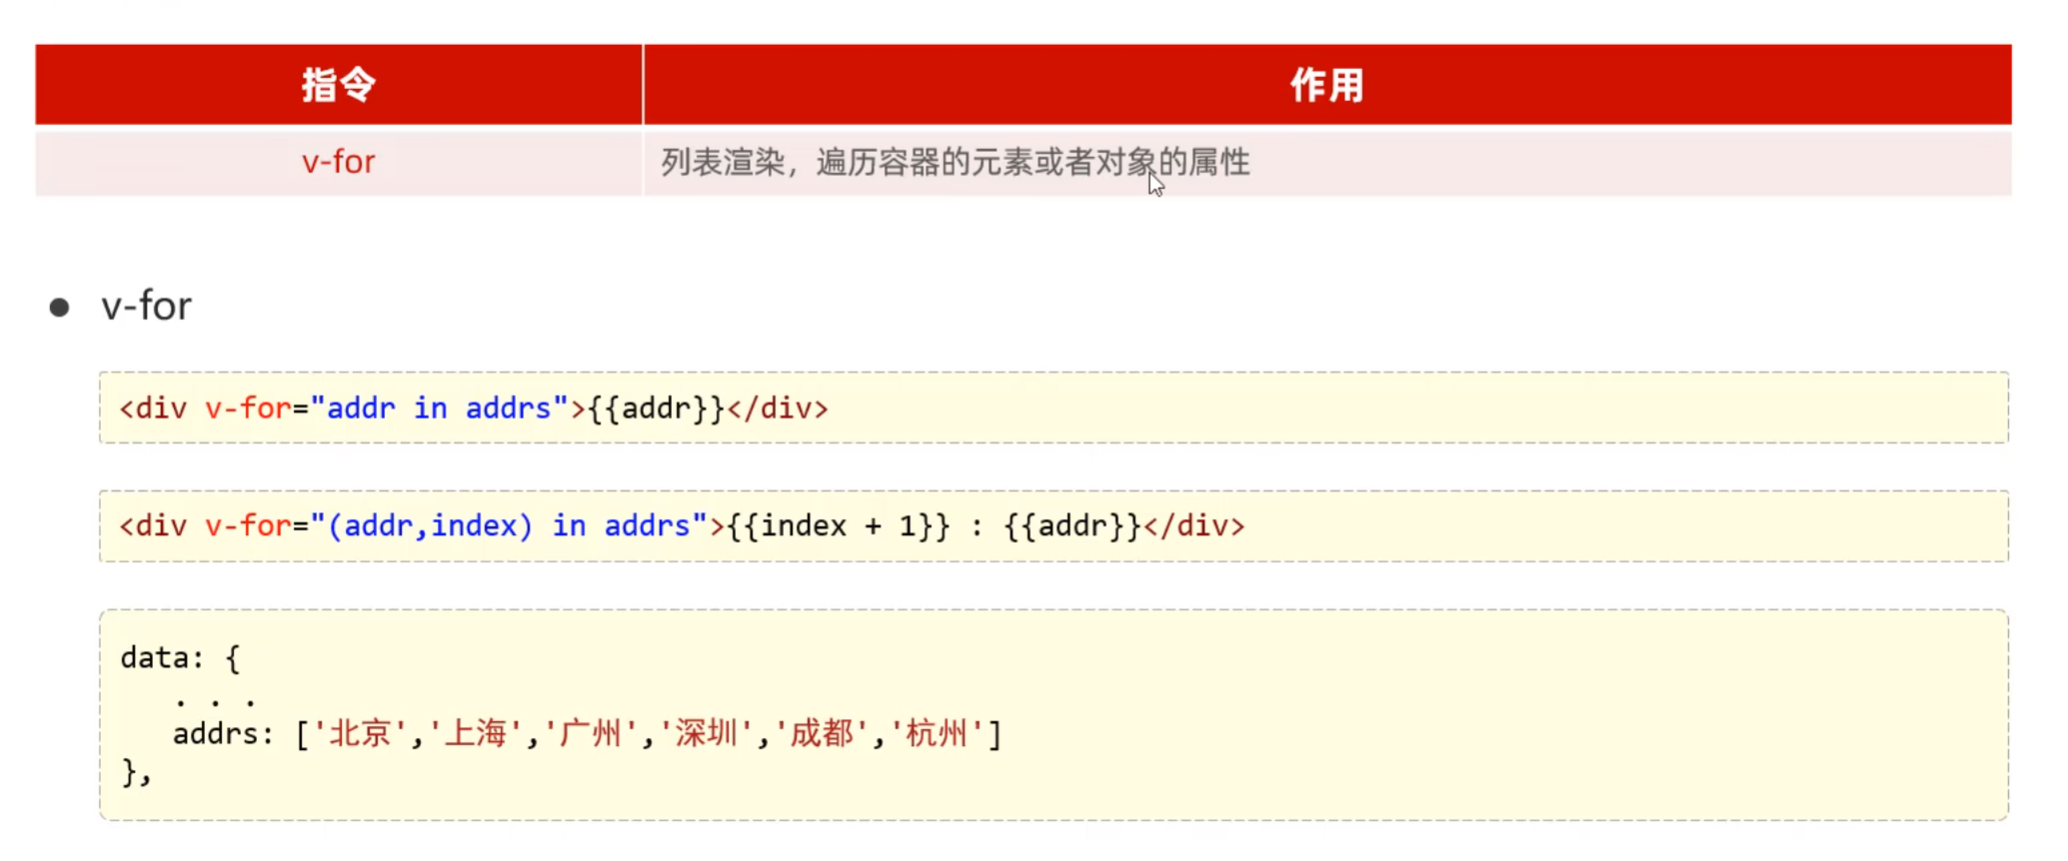 指令 作用
v-for 列表渲染，遍历容器的元素或者对象的属性
● v-for
<div v-for="addr in addrs">{{addr}}</div>
<div v-for="(addr,index) in addrs">{{index + 1}} : {{addr}}</div>
data: {
. . .
addrs: ['北京','上海','广州','深圳','成都','杭州']
},